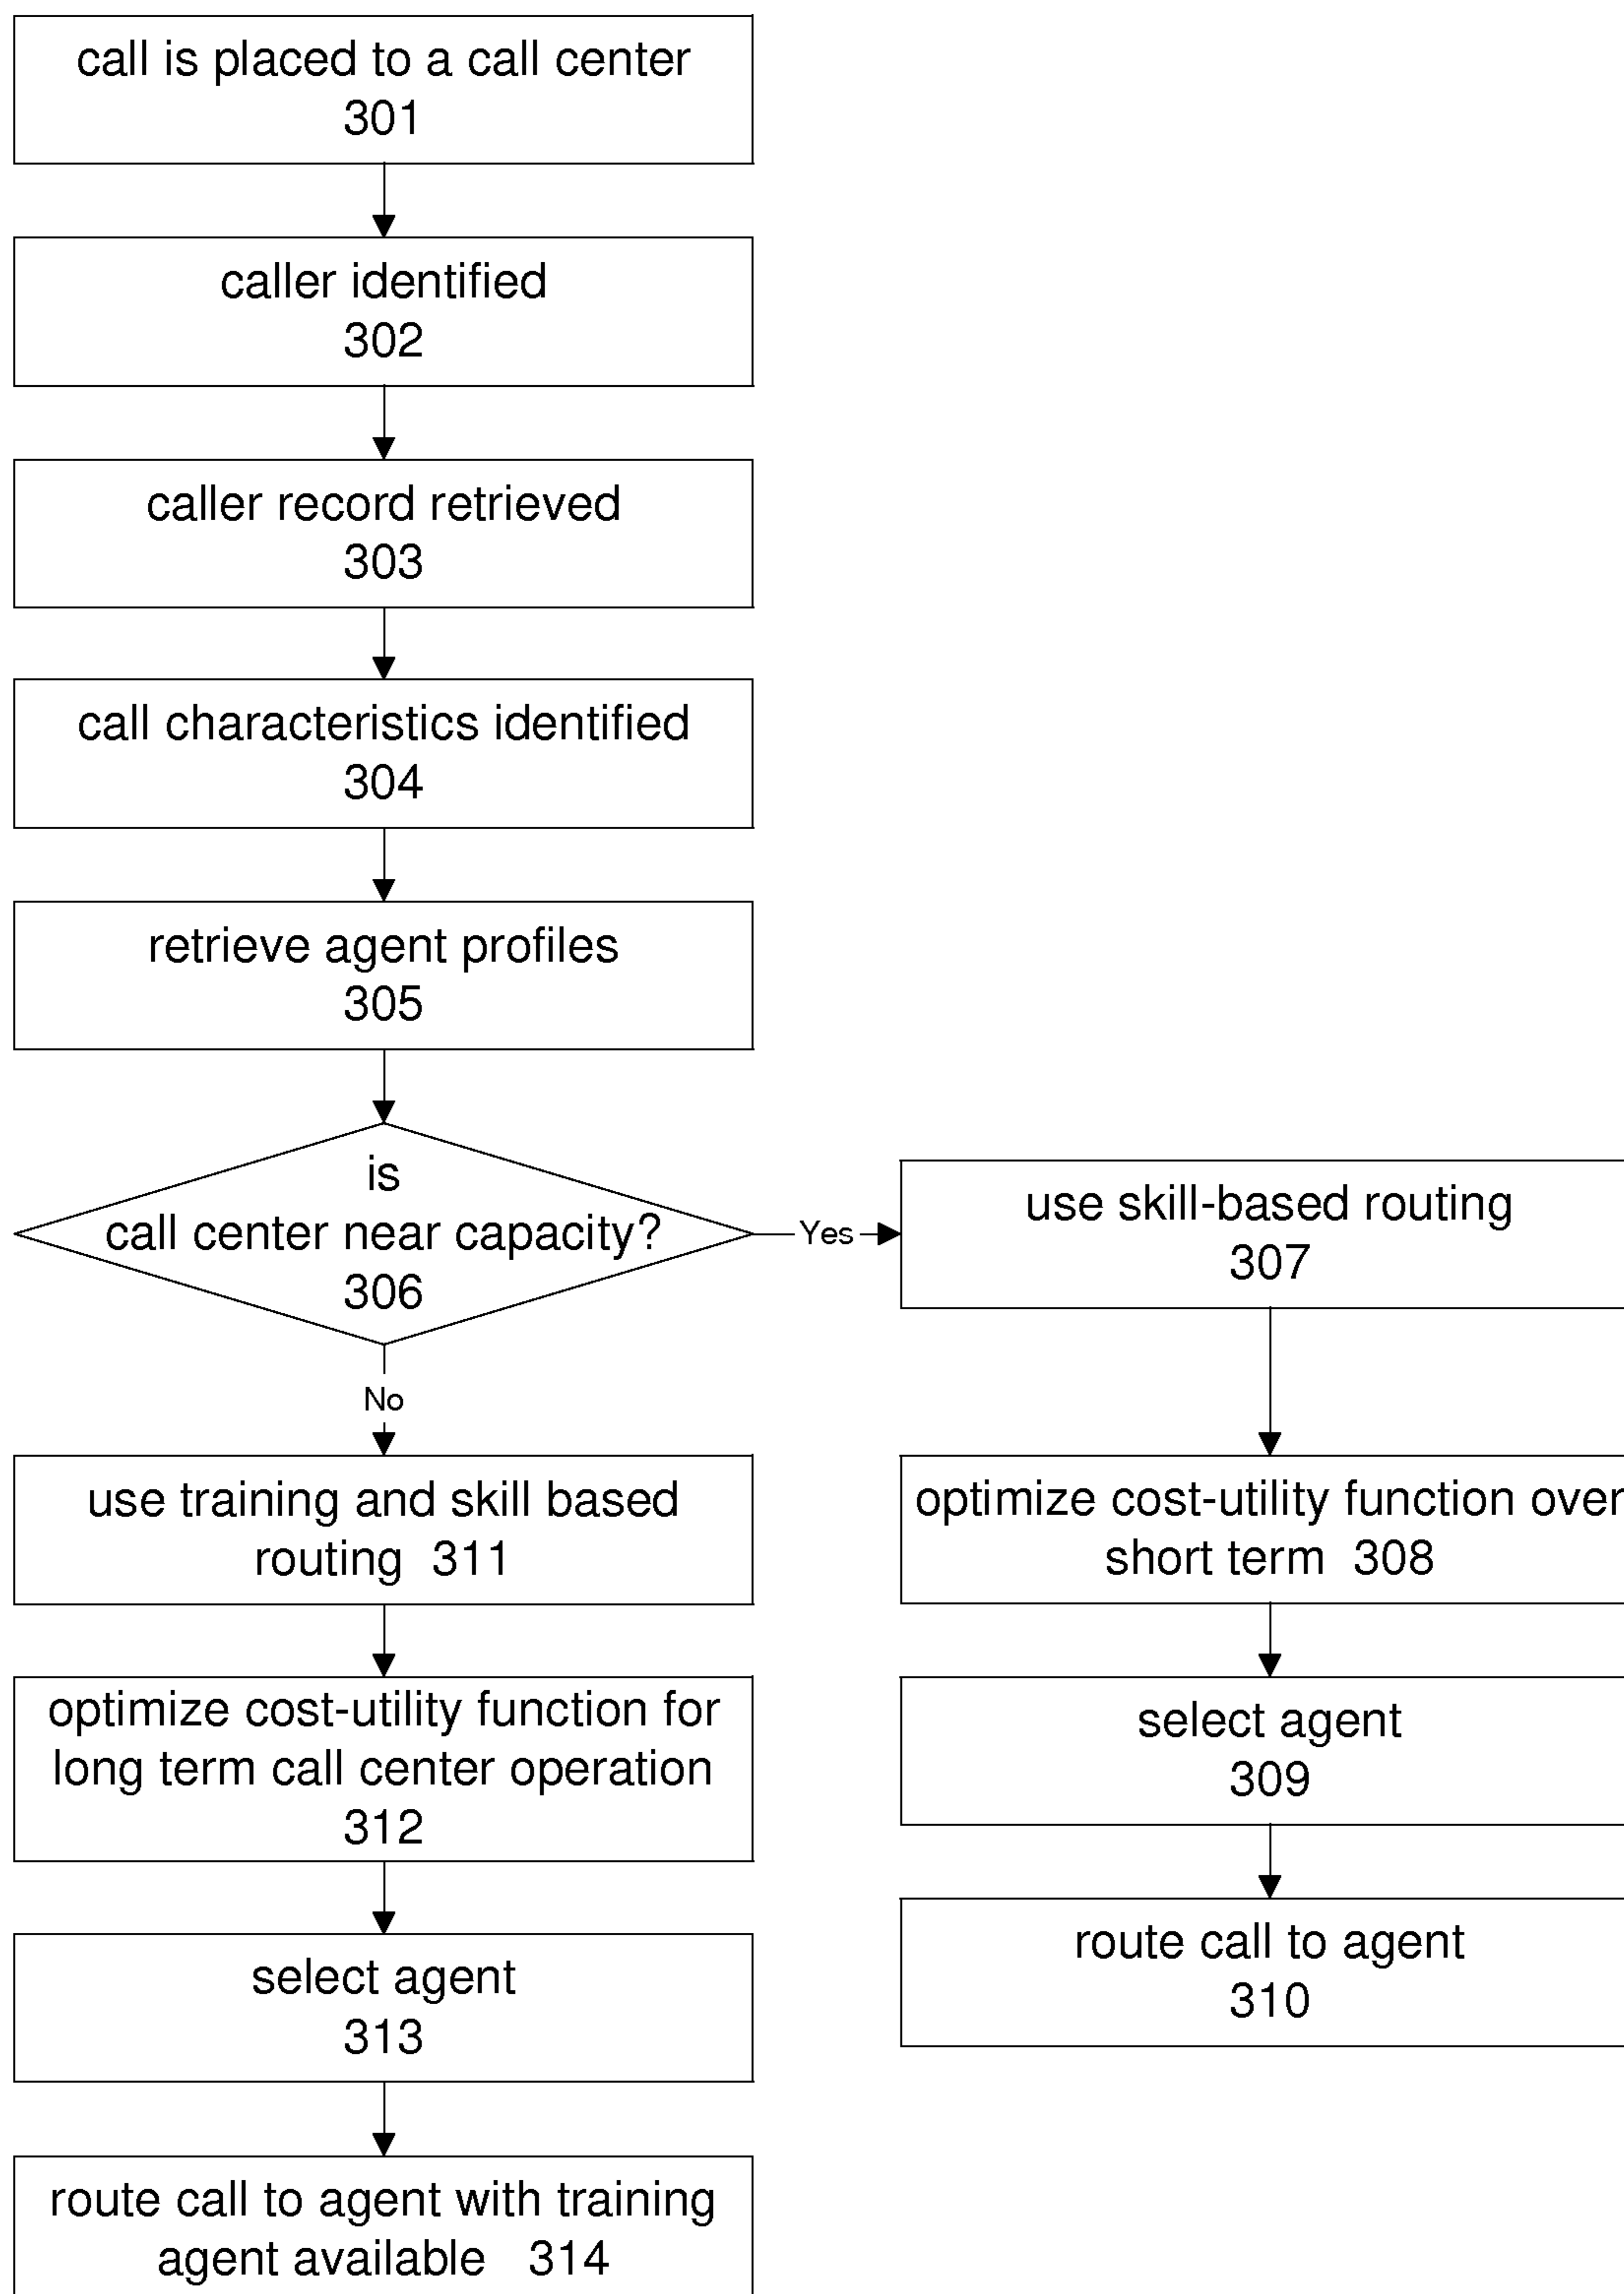 call is placed to a call center
301
caller identified
302
caller record retrieved
303
call characteristics identified
304
retrieve agent profiles
305
is
call center near capacity?
306
Yes
use skill-based routing
307
No
use training and skill based
routing 311
optimize cost-utility function over
short term 308
optimize cost-utility function for
long term call center operation
312
select agent
309
select agent
313
route call to agent
310
route call to agent with training
agent available 314